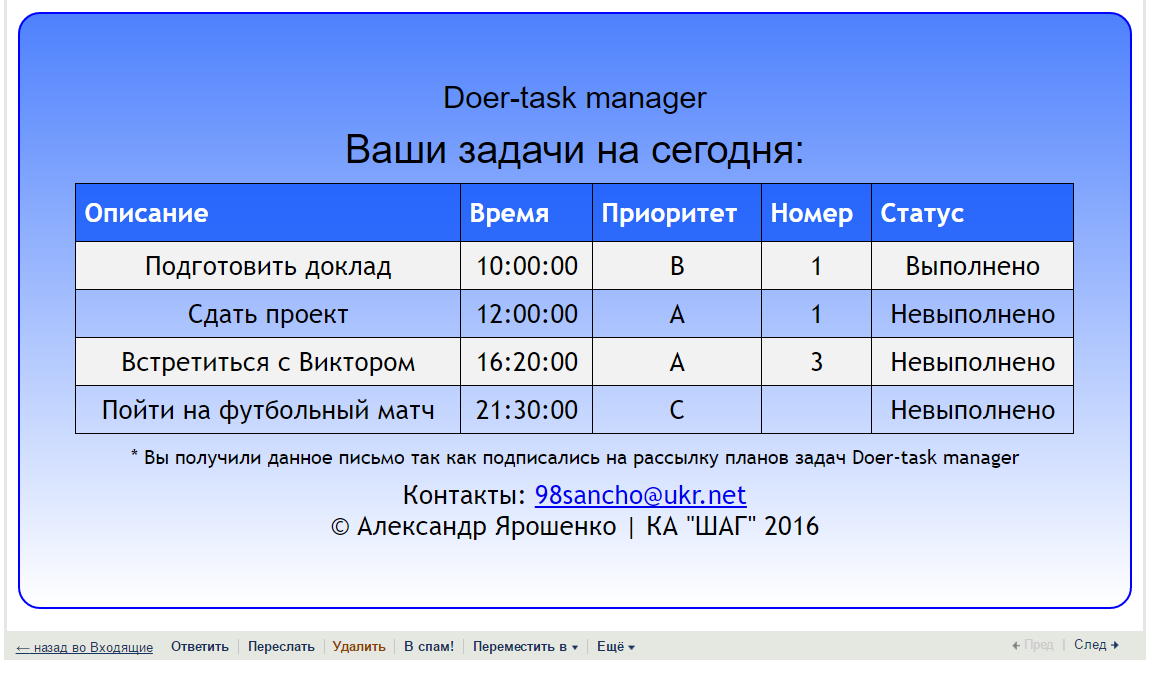 Doer-task manager
Ваши задачи на сегодня:
Описание Время Приоритет Номер Статус
Подготовить доклад 10:00:00 B 1 Выполнено
Сдать проект 12:00:00 A 1 Невыполнено
Встретиться с Виктором 16:20:00 A 3 Невыполнено
Пойти на футбольный матч 21:30:00 C Невыполнено
* Вы получили данное письмо так как подписались на рассылку планов задач Doer-task manager
Контакты: 98sancho@ukr.net
© Александр Ярошенко | КА "ШАГ" 2016
← назад во Входящие Ответить | Переслать | Удалить | В спам! | Переместить в ▾ | Ещё ▾ ← Пред | След →